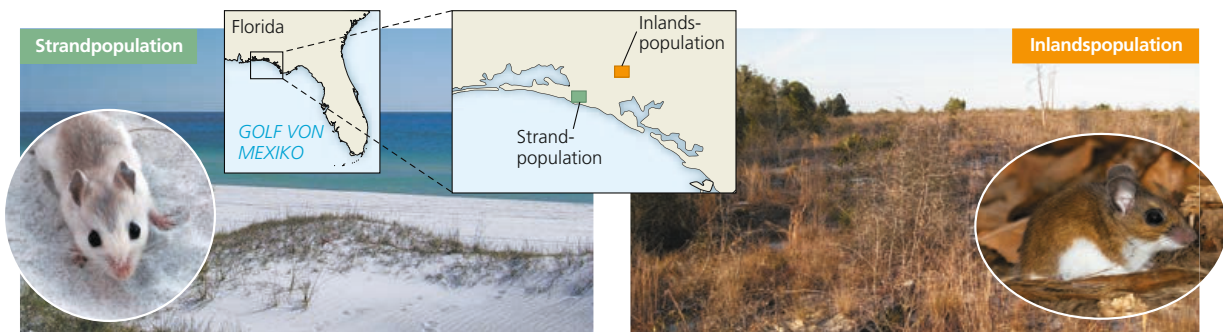 Strandpopulation
Florida
GOLF VON
MEXIKO
Inlands-
population
Strand-
population
Inlandspopulation